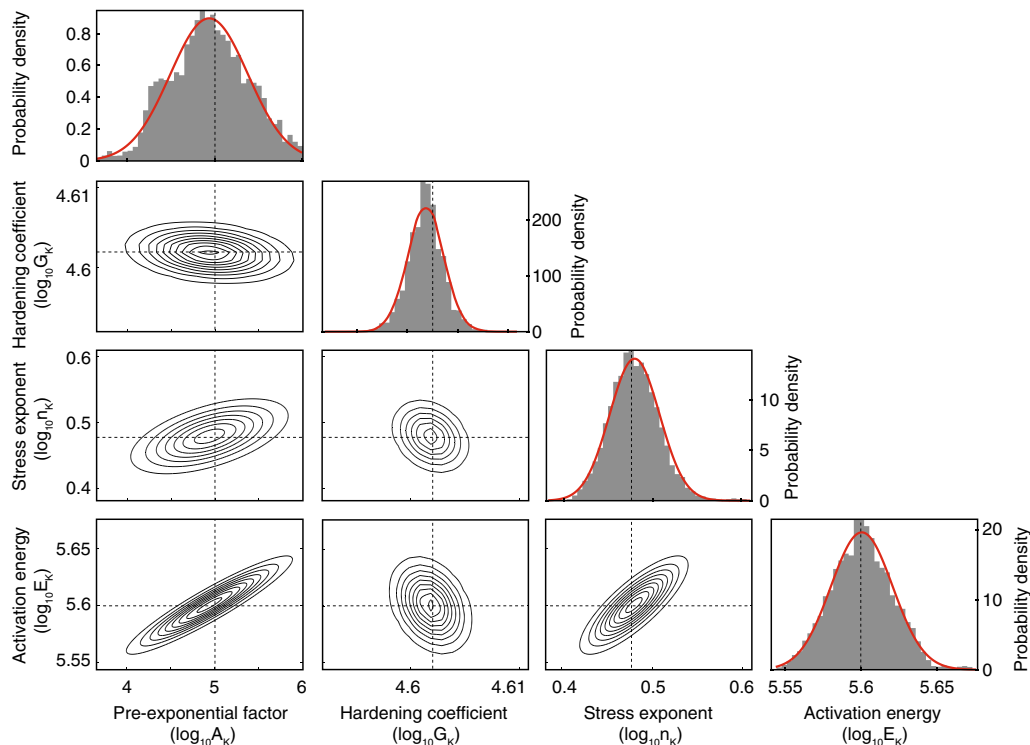 Probability density
0.8
0.6
0.4
0.2
0
Hardening coefficient
(log10GK)
4.61
4.6
200
100
0
Probability density
Stress exponent
(log10nK)
0.6
0.5
0.4
10
5
0
Probability density
Activation energy
(log10EK)
5.65
5.6
5.55
20
10
0
Probability density
4 5 6
4.6 4.61
0.4 0.5 0.6
5.55 5.6 5.65
Pre-exponential factor
(log10AK)
Hardening coefficient
(log10GK)
Stress exponent
(log10nK)
Activation energy
(log10EK)